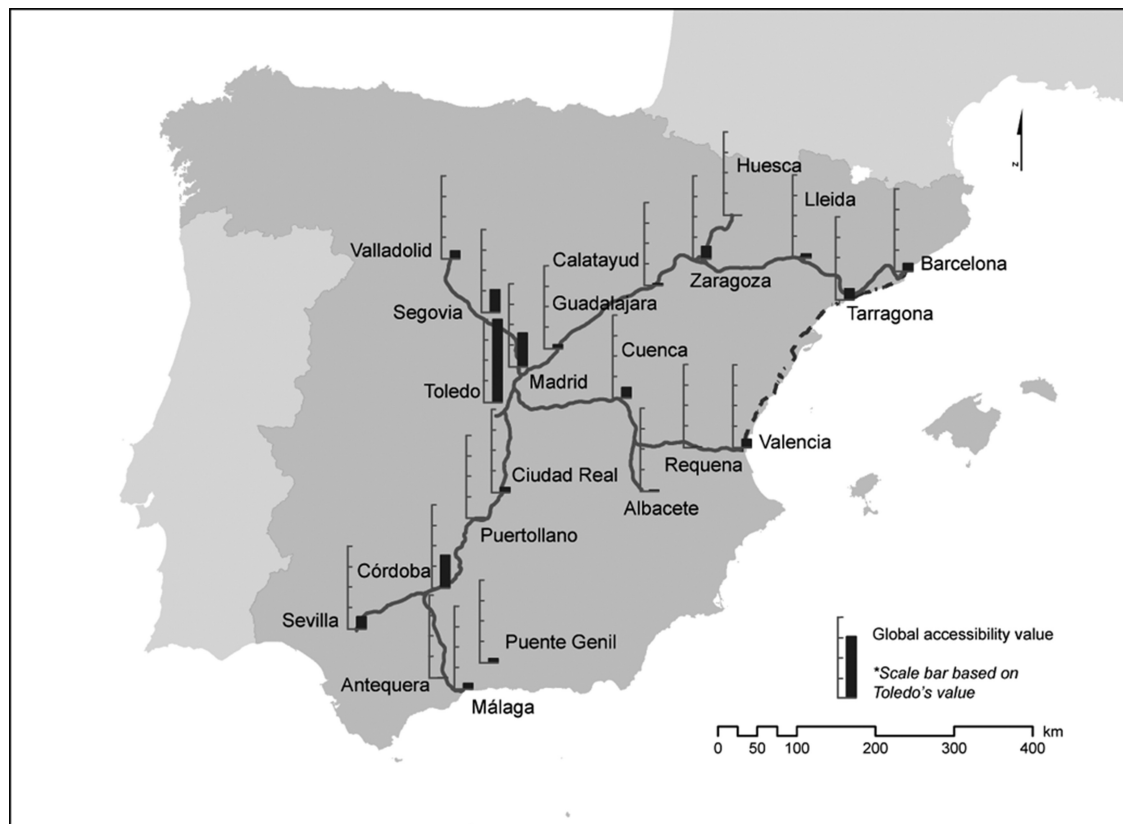 Huesca
Lleida
Valladolid
Calatayud
Zaragoza
Barcelona
Segovia
Guadalajara
Tarragona
Cuenca
Madrid
Toledo
Valencia
Requena
Ciudad Real
Albacete
Puertollano
Córdoba
Sevilla
Puente Genil
Antequera
Málaga
N
Global accessibility value
*Scale bar based on
Toledo's value
km
0 50 100 200 300 400